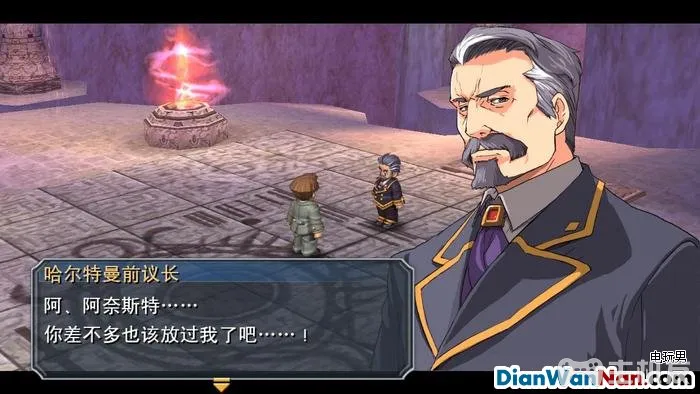 哈尔特曼前议长
阿、阿奈斯特……
你差不多也该放过我了吧……！
电玩男
DianWanNan.com